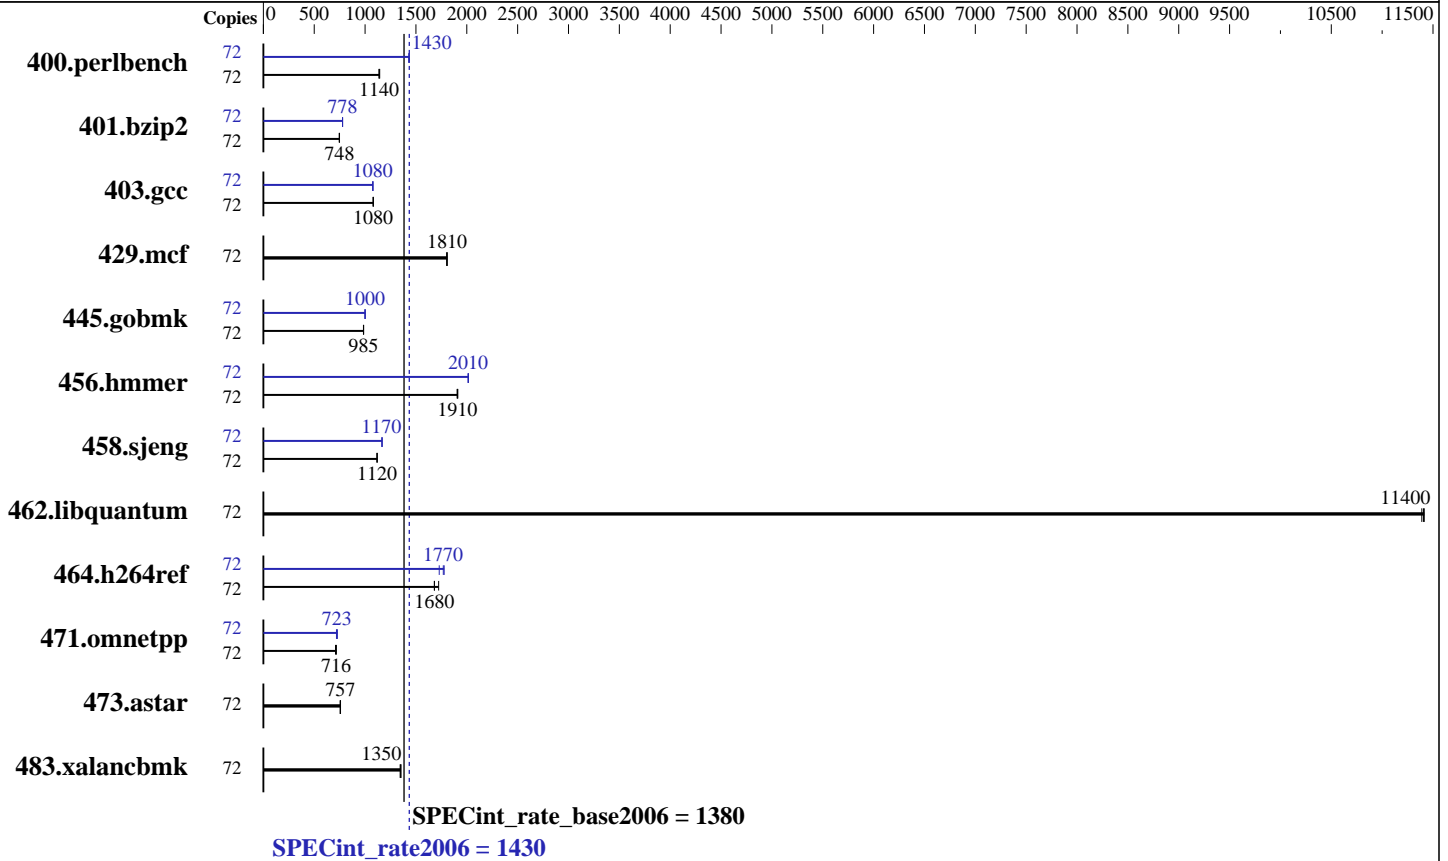 Copies 0 500 1000 1500 2000 2500 3000 3500 4000 4500 5000 5500 6000 6500 7000 7500 8000 8500 9000 9500 10500 11500
400.perlbench 72 1430
72 1140
401.bzip2 72 778
72 748
403.gcc 72 1080
72 1080
429.mcf 72 1810
445.gobmk 72 1000
72 985
456.hmmer 72 2010
72 1910
458.sjeng 72 1170
72 1120
462.libquantum 72 11400
464.h264ref 72 1770
72 1680
471.omnetpp 72 723
72 716
473.astar 72 757
483.xalancbmk 72 1350
SPECint_rate_base2006 = 1380
SPECint_rate2006 = 1430